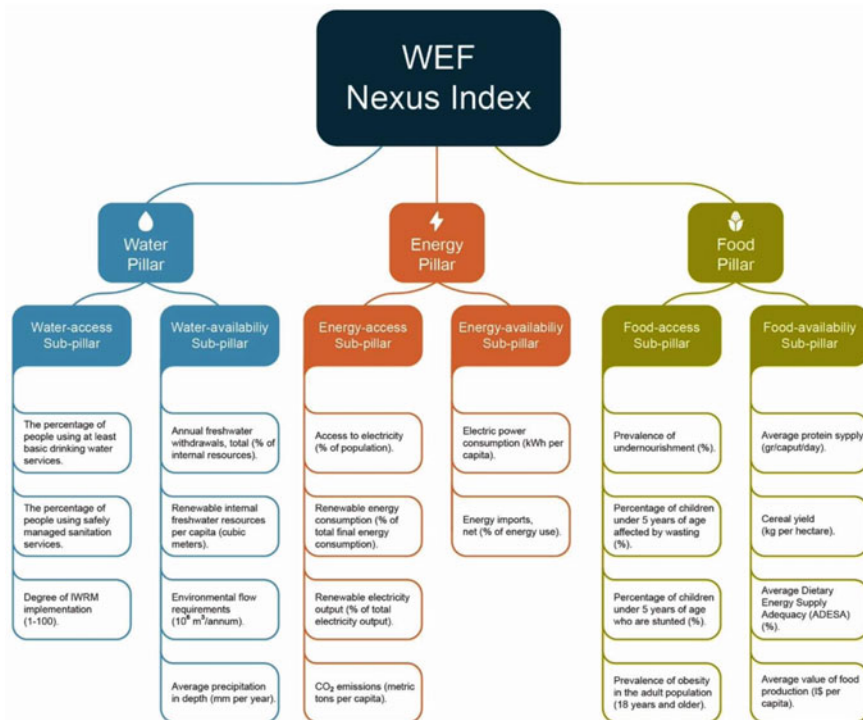 WEF
Nexus Index
Water
Pillar
Energy
Pillar
Food
Pillar
Water-access
Sub-pillar
Water-availabiliy
Sub-pillar
Energy-access
Sub-pillar
Energy-availabiliy
Sub-pillar
Food-access
Sub-pillar
Food-availabiliy
Sub-pillar
The percentage of
people using at least
basic drinking water
services.
Annual freshwater
withdrawals, total (% of
internal resources).
Access to electricity
(% of population).
Electric power
consumption (kWh per
capita).
Prevalence of
undernourishment (%).
Average protein sypply
(gr/caput/day).
The percentage of
people using safely
managed sanitation
services.
Renewable internal
freshwater resources
per capita (cubic
meters).
Renewable energy
consumption (% of
total final energy
consumption).
Energy imports,
net (% of energy use).
Percentage of children
under 5 years of age
affected by wasting
(%).
Cereal yield
(kg per hectare).
Degree of IWRM
implementation
(1-100).
Environmental flow
requirements
(10⁶ m³/annum).
Renewable electricity
output (% of total
electricity output).
Percentage of children
under 5 years of age
who are stunted (%).
Average Dietary
Energy Supply
Adequacy (ADESA)
(%).
Average precipitation
in depth (mm per year).
CO₂ emissions (metric
tons per capita).
Prevalence of obesity
in the adult population
(18 years and older).
Average value of food
production (I$ per
capita).